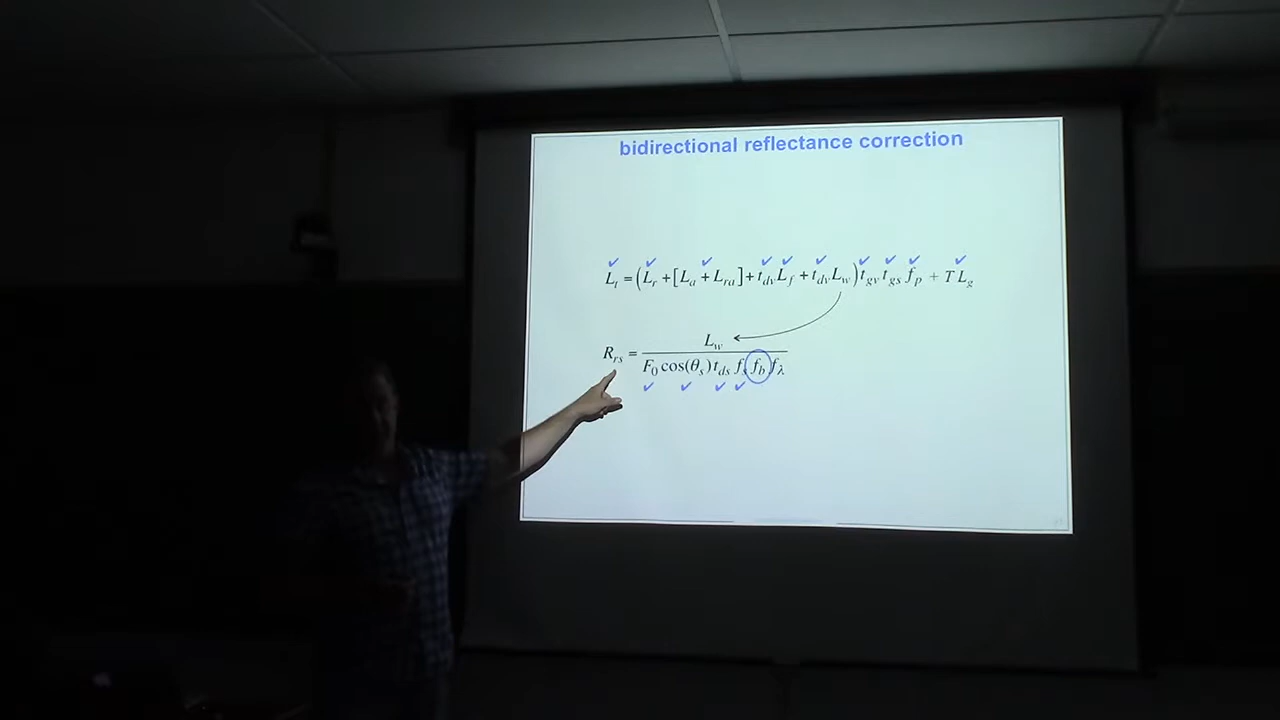 bidirectional reflectance correction
✓ ✓ ✓ ✓ ✓ ✓ ✓ ✓ ✓ ✓
L_t = (L_r + [L_a + L_ra] + t_dv L_f + t_dv L_w) t_gv t_gs f_p + T L_g
R_rs = L_w / (F_0 cos(θ_s) t_ds f_s f_b f_λ)
✓ ✓ ✓ ✓